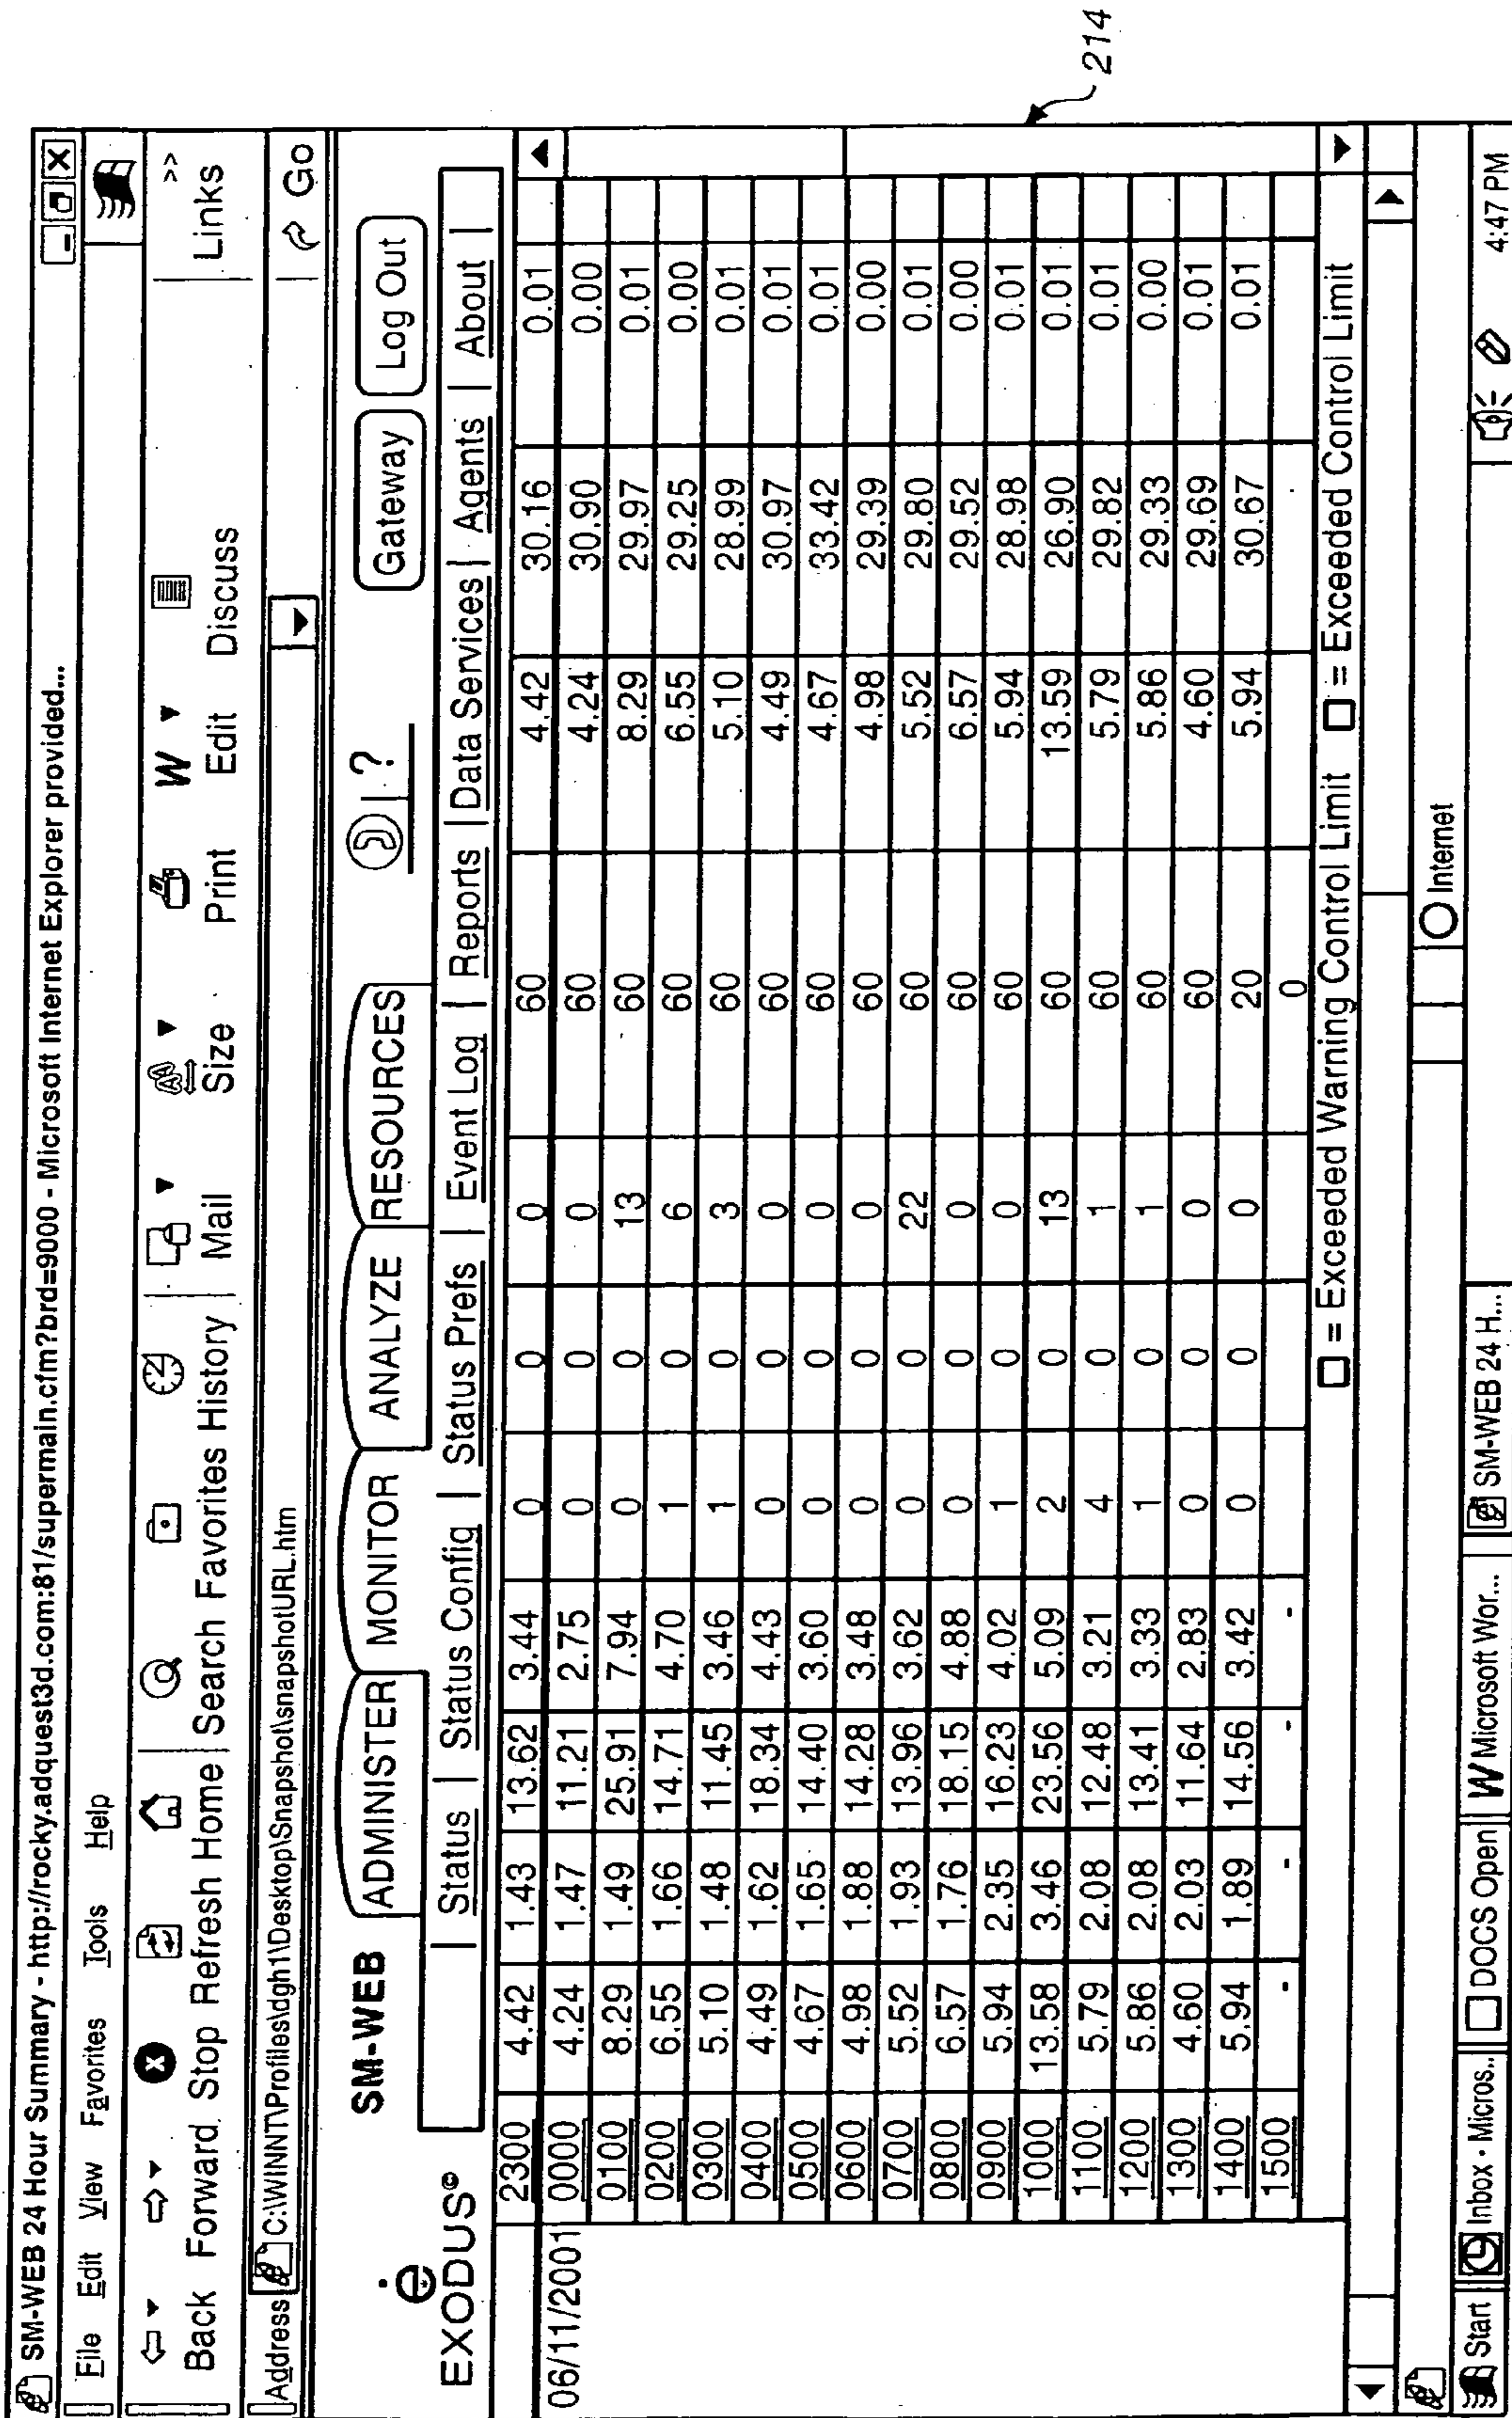 SM-WEB 24 Hour Summary - http://rocky.adquest3d.com:81/supermain.cfm?brd=9000 - Microsoft Internet Explorer provided...
File Edit View Favorites Tools Help
Back Forward Stop Refresh Home Search Favorites History Mail Size Print Edit Discuss >> Links
Address C:\WINNT\Profiles\dgh1\Desktop\Snapshot\snapshotURL.htm Go
EXODUS© SM-WEB ADMINISTER MONITOR ANALYZE RESOURCES | ? Gateway Log Out
| Status | Status Config | Status Prefs | Event Log | Reports | Data Services | Agents | About |
2300 4.42 1.43 13.62 3.44 0 0 0 60 4.42 30.16 0.01
06/11/2001 0000 4.24 1.47 11.21 2.75 0 0 0 60 4.24 30.90 0.00
0100 8.29 1.49 25.91 7.94 0 0 13 60 8.29 29.97 0.01
0200 6.55 1.66 14.71 4.70 1 0 6 60 6.55 29.25 0.00
0300 5.10 1.48 11.45 3.46 1 0 3 60 5.10 28.99 0.01
0400 4.49 1.62 18.34 4.43 0 0 0 60 4.49 30.97 0.01
0500 4.67 1.65 14.40 3.60 0 0 0 60 4.67 33.42 0.01
0600 4.98 1.88 14.28 3.48 0 0 0 60 4.98 29.39 0.00
0700 5.52 1.93 13.96 3.62 0 0 22 60 5.52 29.80 0.01
0800 6.57 1.76 18.15 4.88 0 0 0 60 6.57 29.52 0.00
0900 5.94 2.35 16.23 4.02 1 0 0 60 5.94 28.98 0.01
1000 13.58 3.46 23.56 5.09 2 0 13 60 13.59 26.90 0.01
1100 5.79 2.08 12.48 3.21 4 0 1 60 5.79 29.82 0.01
1200 5.86 2.08 13.41 3.33 1 0 1 60 5.86 29.33 0.00
1300 4.60 2.03 11.64 2.83 0 0 0 60 4.60 29.69 0.01
1400 5.94 1.89 14.56 3.42 0 0 0 20 5.94 30.67 0.01
1500 - - - - 0
= Exceeded Warning Control Limit = Exceeded Control Limit
Internet
Start Inbox - Micros.. DOCS Open W Microsoft Wor... SM-WEB 24 H... 4:47 PM
214